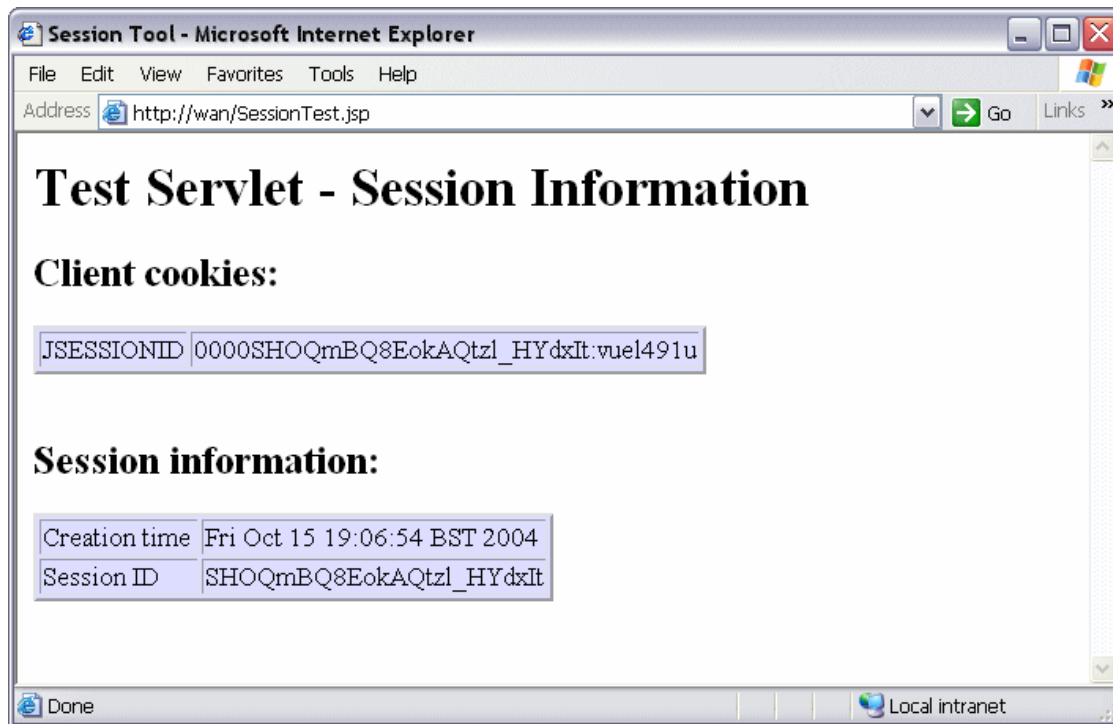 Session Tool - Microsoft Internet Explorer
File Edit View Favorites Tools Help
Address http://wan/SessionTest.jsp Go Links »
Test Servlet - Session Information
Client cookies:
JSESSIONID 0000SHOQmBQ8EokAQtzl_HYdxIt:vuel491u
Session information:
Creation time Fri Oct 15 19:06:54 BST 2004
Session ID SHOQmBQ8EokAQtzl_HYdxIt
Done Local intranet